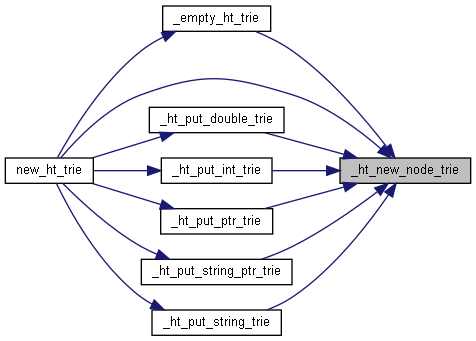 _empty_ht_trie
_ht_put_double_trie
new_ht_trie
_ht_put_int_trie
_ht_new_node_trie
_ht_put_ptr_trie
_ht_put_string_ptr_trie
_ht_put_string_trie